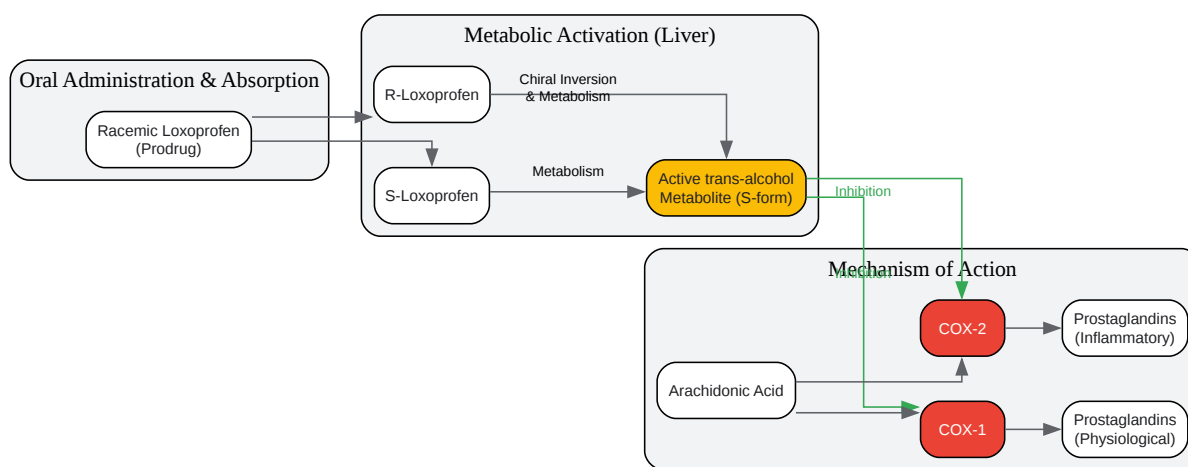 Metabolic Activation (Liver)
Oral Administration & Absorption
R-Loxoprofen
Chiral Inversion
& Metabolism
Racemic Loxoprofen
(Prodrug)
S-Loxoprofen
Metabolism
Active trans-alcohol
Metabolite (S-form)
Inhibition
Mechanism of Action
Inhibition
COX-2
Prostaglandins
(Inflammatory)
Arachidonic Acid
COX-1
Prostaglandins
(Physiological)